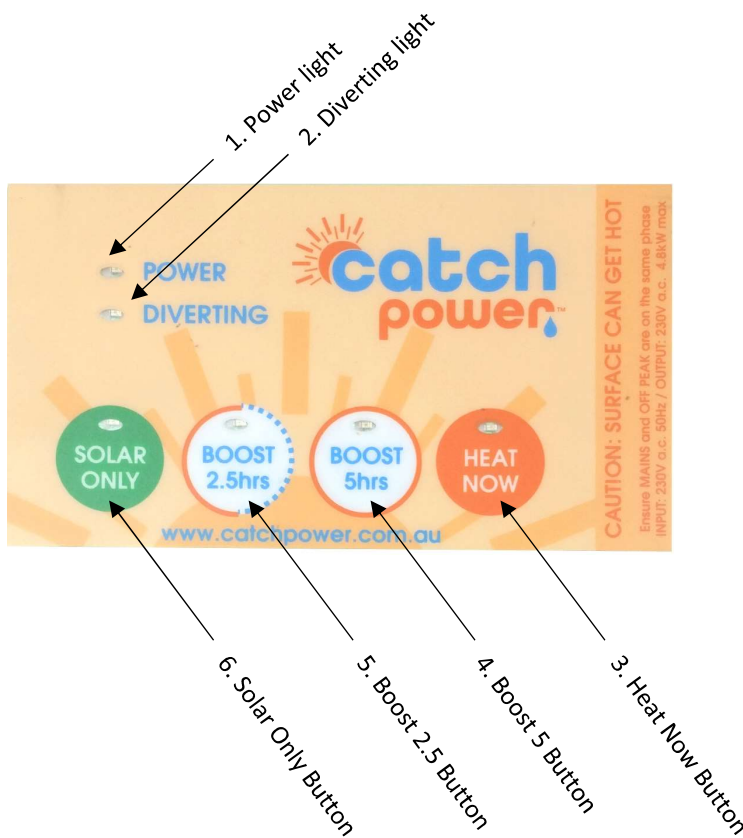 1. Power light
2. Diverting light
POWER
DIVERTING
catch
power™
SOLAR
ONLY
BOOST
2.5hrs
BOOST
5hrs
HEAT
NOW
www.catchpower.com.au
CAUTION: SURFACE CAN GET HOT
Ensure MAINS and OFF PEAK are on the same phase
INPUT: 230V a.c. 50Hz / OUTPUT: 230V a.c. 4.8kW max
6. Solar Only Button
5. Boost 2.5 Button
4. Boost 5 Button
3. Heat Now Button